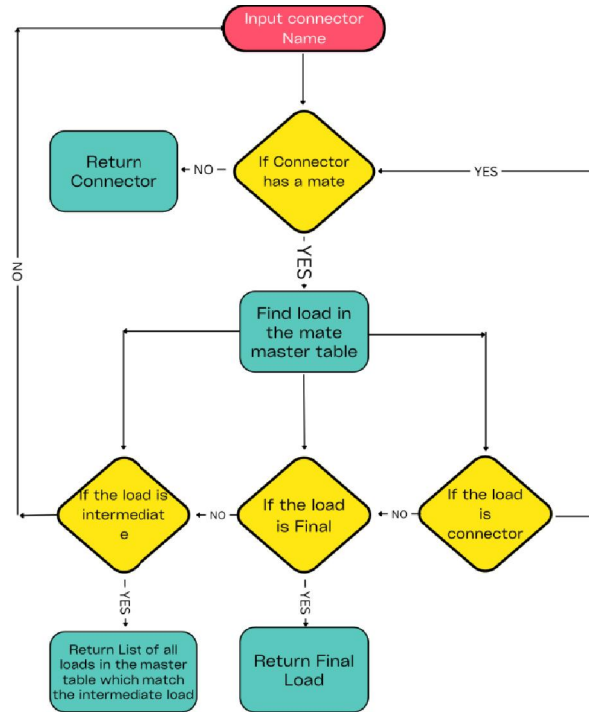 Input connector
Name
If Connector
has a mate
NO
Return
Connector
YES
YES
NO
Find load in
the mate
master table
If the load is
intermediat
e
NO
If the load
is Final
NO
If the load
is
connector
YES
YES
Return List of all
loads in the master
table which match
the intermediate load
Return Final
Load